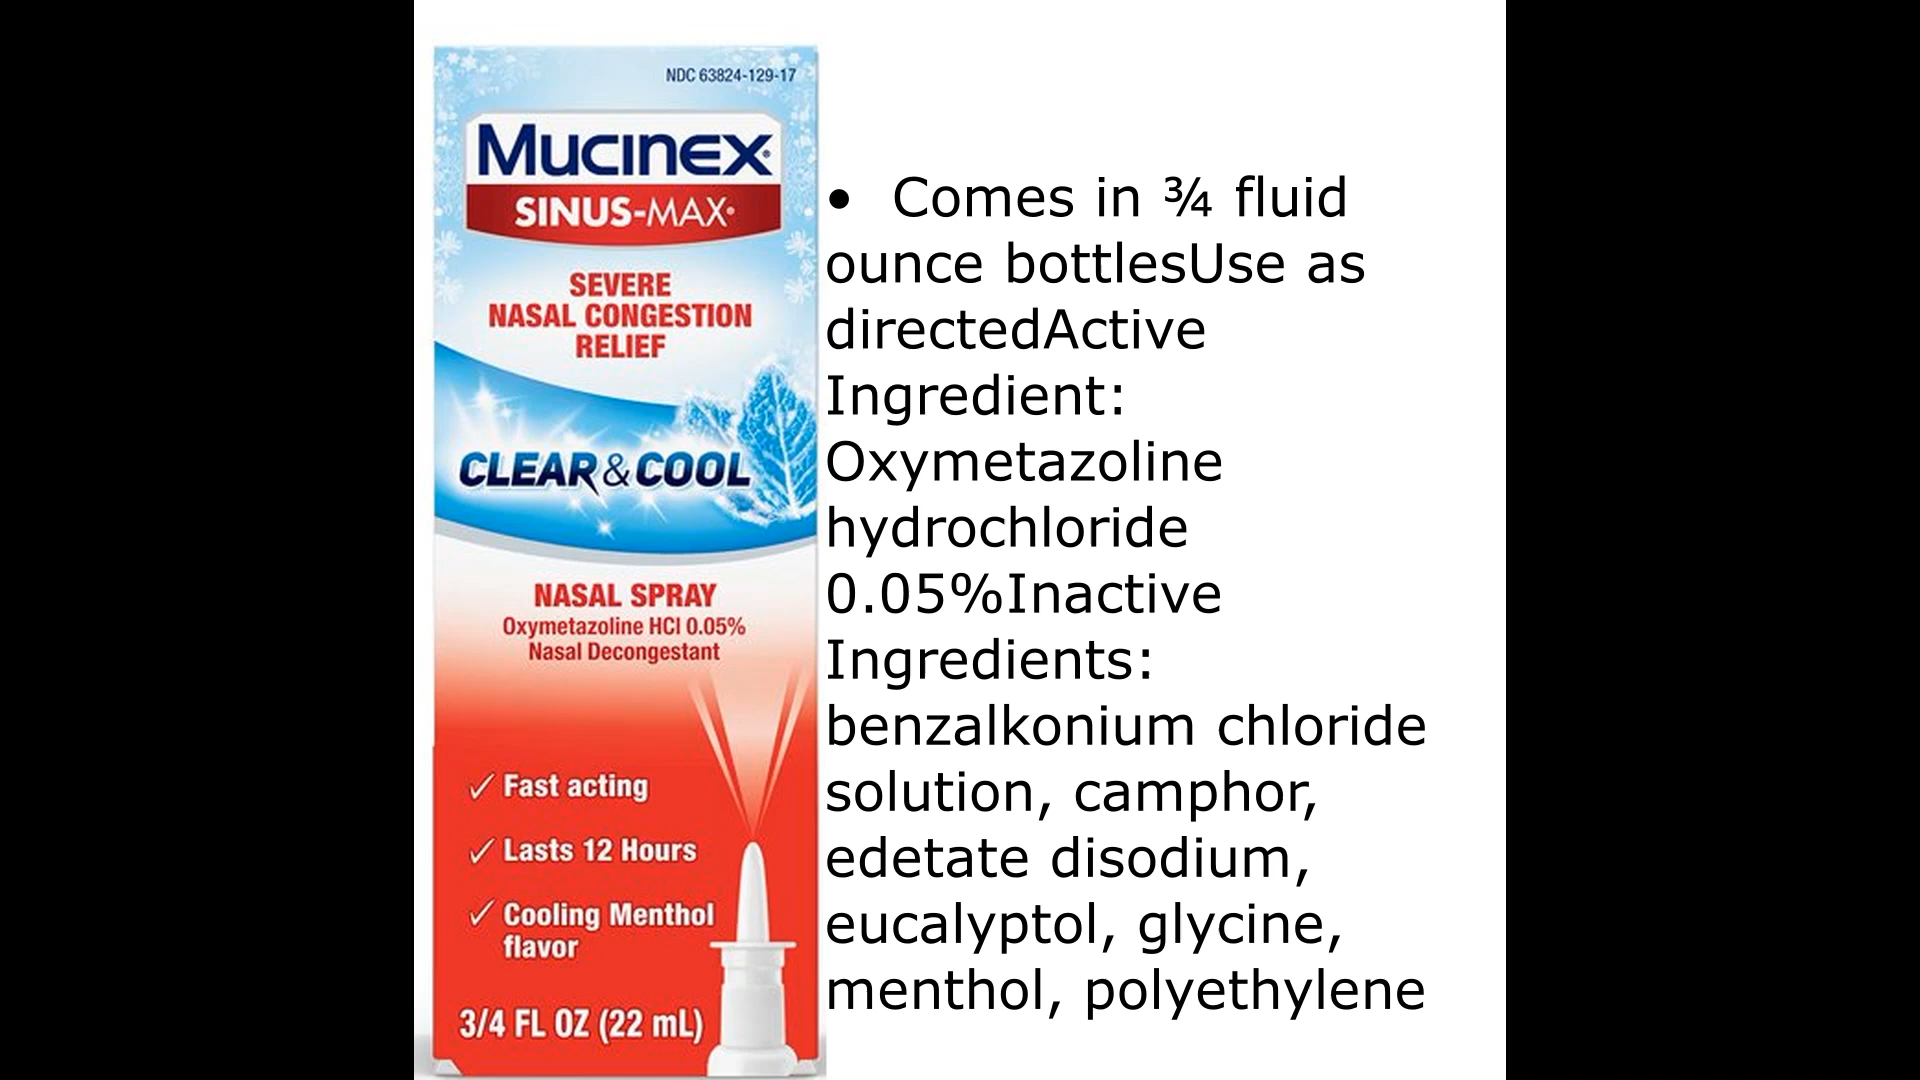 NDC 63824-129-17
Mucinex®
SINUS-MAX®
SEVERE
NASAL CONGESTION
RELIEF
CLEAR & COOL
NASAL SPRAY
Oxymetazoline HCl 0.05%
Nasal Decongestant
✓ Fast acting
✓ Lasts 12 Hours
✓ Cooling Menthol
flavor
3/4 FL OZ (22 mL)
• Comes in ¾ fluid
ounce bottlesUse as
directedActive
Ingredient:
Oxymetazoline
hydrochloride
0.05%Inactive
Ingredients:
benzalkonium chloride
solution, camphor,
edetate disodium,
eucalyptol, glycine,
menthol, polyethylene